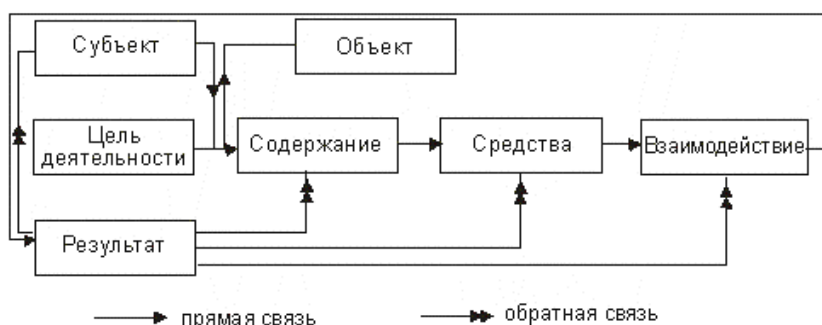 Субъект
Объект
Цель
деятельности
Содержание
Средства
Взаимодействие
Результат
прямая связь
обратная связь